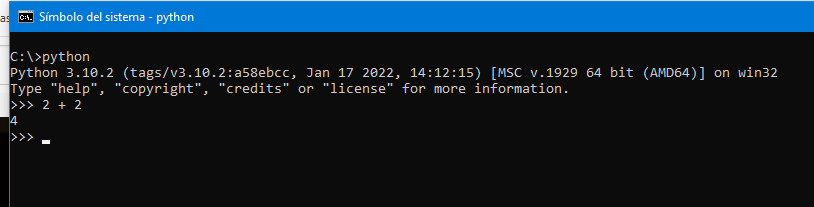 Símbolo del sistema - python
C:\>python
Python 3.10.2 (tags/v3.10.2:a58ebcc, Jan 17 2022, 14:12:15) [MSC v.1929 64 bit (AMD64)] on win32
Type "help", "copyright", "credits" or "license" for more information.
>>> 2 + 2
4
>>>